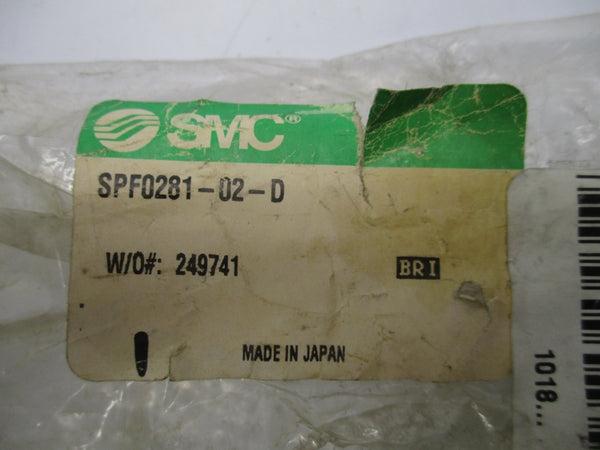 SMC®
SPF0281-02-D
W/O#: 249741
BRI
MADE IN JAPAN
1018...